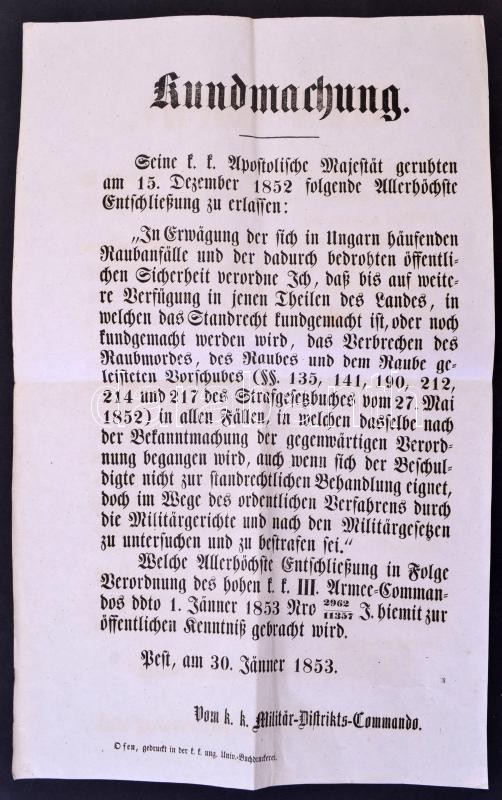 Kundmachung.
Seine k. k. Apostolische Majestät geruhten
am 15. Dezember 1852 folgende Allerhöchste
Entschließung zu erlassen:
„In Erwägung der sich in Ungarn häufenden
Raubanfälle und der dadurch bedrohten öffentli-
chen Sicherheit verordne Ich, daß bis auf weite-
re Verfügung in jenen Theilen des Landes, in
welchen das Standrecht kundgemacht ist, oder noch
kundgemacht werden wird, das Verbrechen des
Raubmordes, des Raubes und dem Raube ge-
leisteten Vorschubes (§§. 135, 141, 190, 212,
214 und 217 des Strafgesetzbuches vom 27. Mai
1852) in allen Fällen, in welchen dasselbe nach
der Bekanntmachung der gegenwärtigen Verord-
nung begangen wird, auch wenn sich der Beschul-
digte nicht zur standrechtlichen Behandlung eignet,
doch im Wege des ordentlichen Verfahrens durch
die Militärgerichte und nach den Militärgesetzen
zu untersuchen und zu bestrafen sei.“
Welche Allerhöchste Entschließung in Folge
Verordnung des hohen k. k. III. Armee-Comman-
dos ddto 1. Jänner 1853 Nro 2962/11357 J. hiemit zur
öffentlichen Kenntniß gebracht wird.
Pest, am 30. Jänner 1853.
Vom k. k. Militär-Distrikts-Commando.
Ofen, gedruckt in der k. k. ung. Univ.-Buchdruckerei.